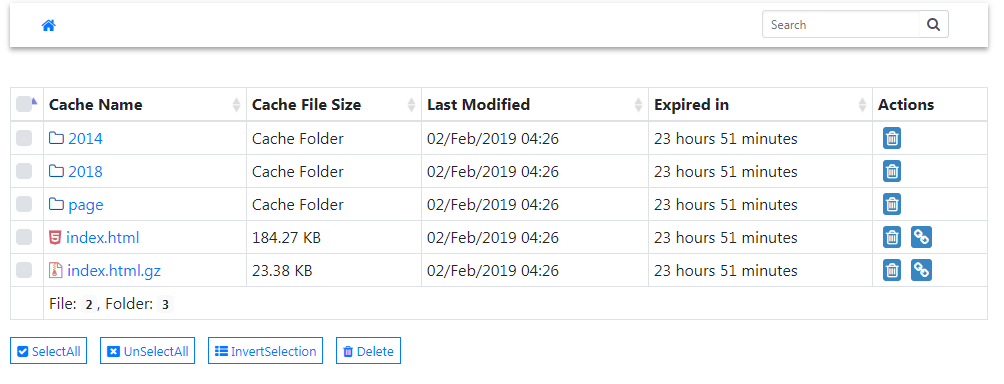 Search
Cache Name Cache File Size Last Modified Expired in Actions
2014 Cache Folder 02/Feb/2019 04:26 23 hours 51 minutes
2018 Cache Folder 02/Feb/2019 04:26 23 hours 51 minutes
page Cache Folder 02/Feb/2019 04:26 23 hours 51 minutes
index.html 184.27 KB 02/Feb/2019 04:26 23 hours 51 minutes
index.html.gz 23.38 KB 02/Feb/2019 04:26 23 hours 51 minutes
File: 2 , Folder: 3
SelectAll UnSelectAll InvertSelection Delete